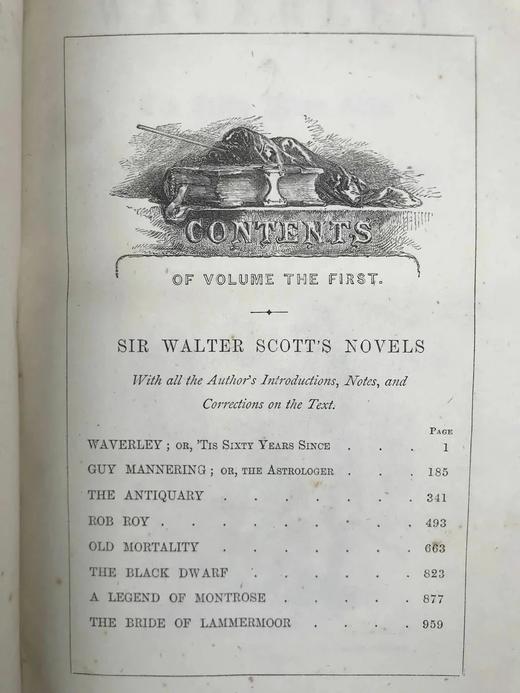 CONTENTS
OF VOLUME THE FIRST.
SIR WALTER SCOTT'S NOVELS
With all the Author's Introductions, Notes, and
Corrections on the Text.
PAGE
WAVERLEY ; OR, 'TIS SIXTY YEARS SINCE . . . 1
GUY MANNERING ; OR, THE ASTROLOGER . . . 185
THE ANTIQUARY . . . . . . . 341
ROB ROY . . . . . . . . 493
OLD MORTALITY . . . . . . . 663
THE BLACK DWARF . . . . . . 823
A LEGEND OF MONTROSE . . . . . 877
THE BRIDE OF LAMMERMOOR . . . . 959